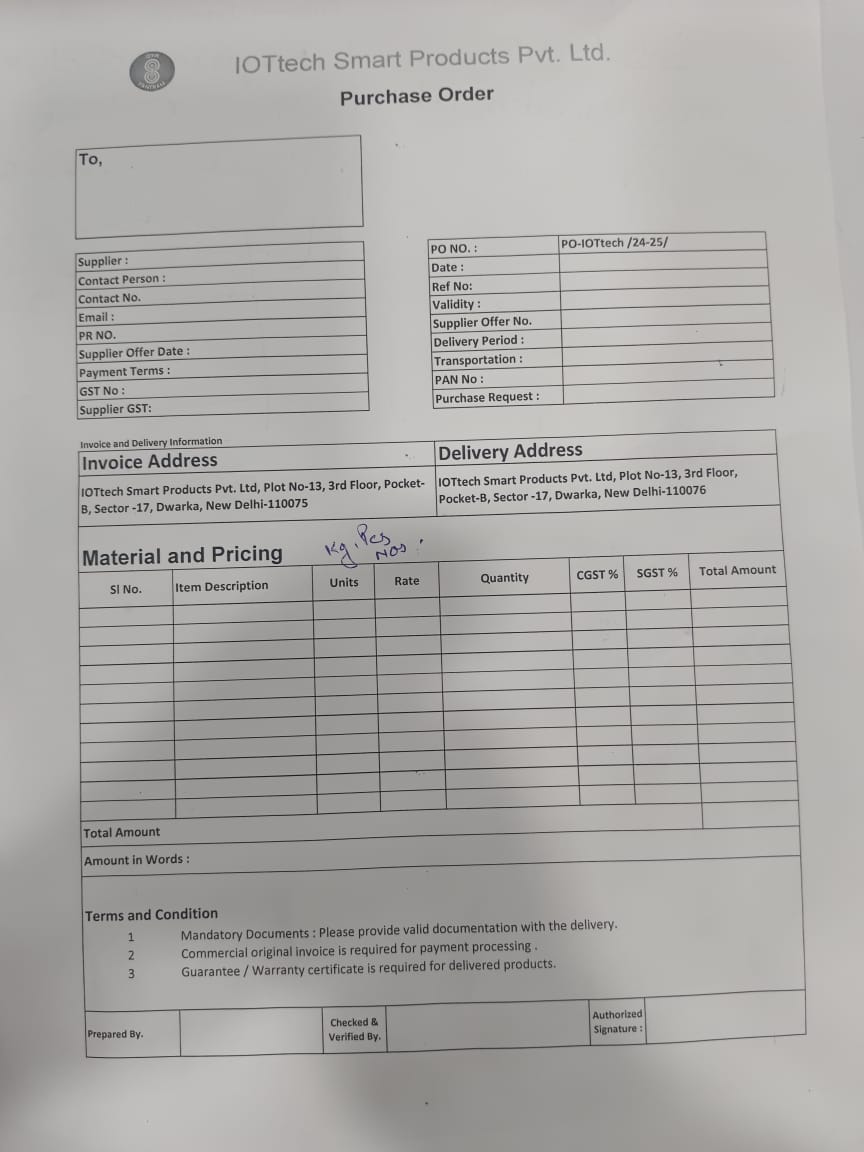 IOTtech Smart Products Pvt. Ltd.
Purchase Order
To,
Supplier :
Contact Person :
Contact No.
Email :
PR NO.
Supplier Offer Date :
Payment Terms :
GST No :
Supplier GST:
PO NO. : PO-IOTtech /24-25/
Date :
Ref No:
Validity :
Supplier Offer No.
Delivery Period :
Transportation :
PAN No :
Purchase Request :
Invoice and Delivery Information
Invoice Address
IOTtech Smart Products Pvt. Ltd, Plot No-13, 3rd Floor, Pocket-
B, Sector -17, Dwarka, New Delhi-110075
Delivery Address
IOTtech Smart Products Pvt. Ltd, Plot No-13, 3rd Floor,
Pocket-B, Sector -17, Dwarka, New Delhi-110076
Material and Pricing
Kg, Pcs
NOS
Sl No. Item Description Units Rate Quantity CGST % SGST % Total Amount
Total Amount
Amount in Words :
Terms and Condition
1 Mandatory Documents : Please provide valid documentation with the delivery.
2 Commercial original invoice is required for payment processing .
3 Guarantee / Warranty certificate is required for delivered products.
Prepared By.
Checked &
Verified By.
Authorized
Signature :